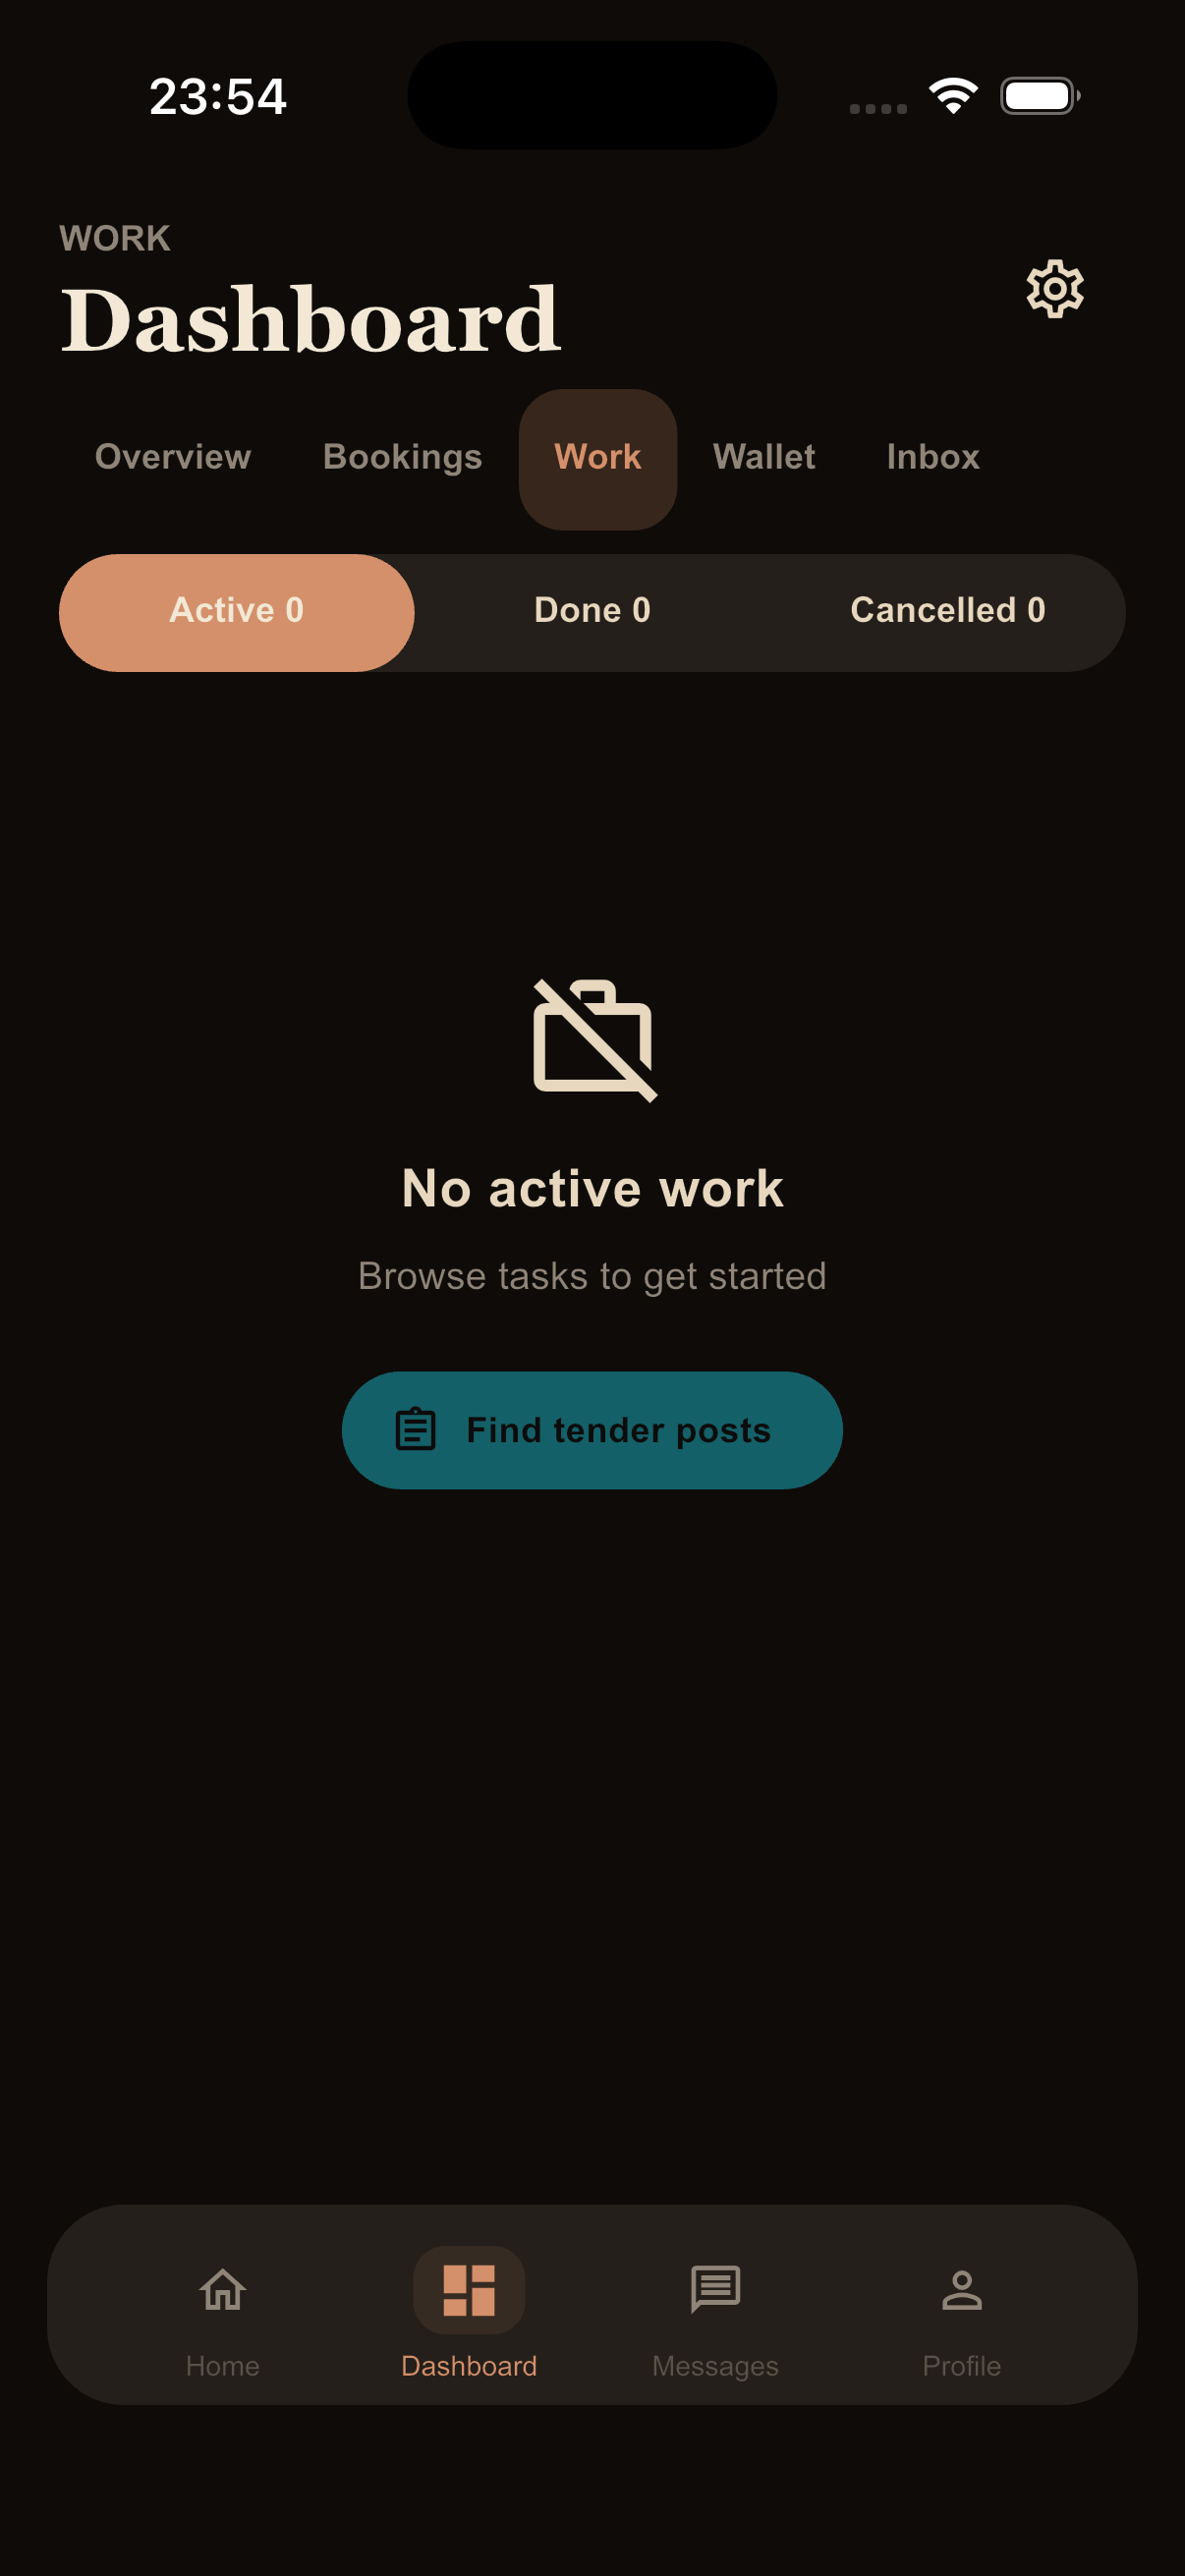 23:54
WORK
Dashboard
Overview Bookings Work Wallet Inbox
Active 0 Done 0 Cancelled 0
No active work
Browse tasks to get started
Find tender posts
Home Dashboard Messages Profile